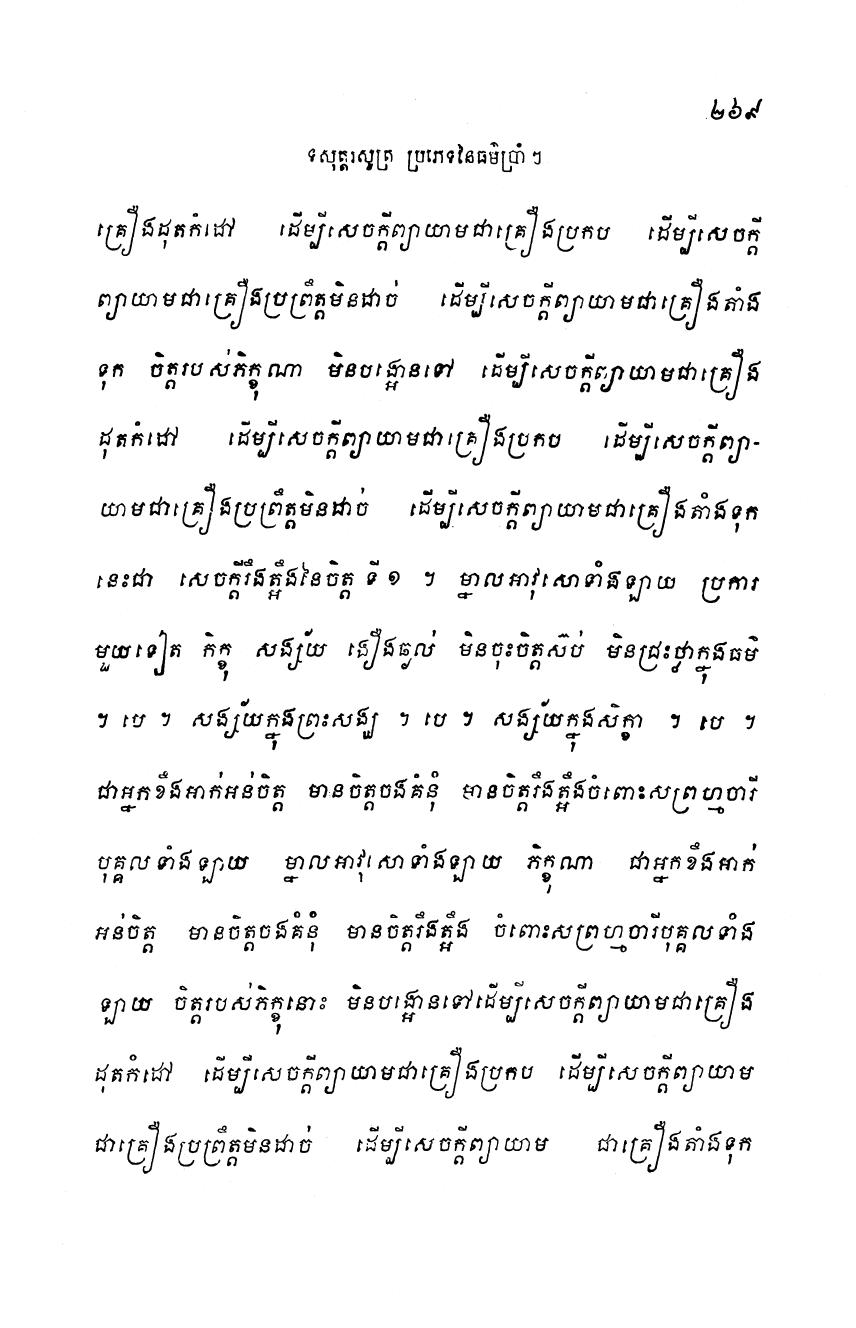 ២៦៩
ទសុត្តរសូត្រ ប្រភេទនៃធម៌ប្រាំ ៗ
គ្រឿងដុតកំដៅ ដើម្បីសេចក្តីព្យាយាមជាគ្រឿងប្រកប ដើម្បីសេចក្តី
ព្យាយាមជាគ្រឿងប្រព្រឹត្តមិនដាច់ ដើម្បីសេចក្តីព្យាយាមជាគ្រឿងតាំង
ទុក ចិត្តរបស់ភិក្ខុណា មិនបង្អោនទៅ ដើម្បីសេចក្តីព្យាយាមជាគ្រឿង
ដុតកំដៅ ដើម្បីសេចក្តីព្យាយាមជាគ្រឿងប្រកប ដើម្បីសេចក្តីព្យា-
យាមជាគ្រឿងប្រព្រឹត្តមិនដាច់ ដើម្បីសេចក្តីព្យាយាមជាគ្រឿងតាំងទុក
នេះជា សេចក្តីរឹងត្អឹងនៃចិត្ត ទី ១ ។ ម្នាលអាវុសោទាំងឡាយ ប្រការ
មួយទៀត ភិក្ខុ សង្ស័យ ងឿងឆ្ងល់ មិនចុះចិត្តស៊ប់ មិនជ្រះថ្លាក្នុងធម៌
។ បេ ។ សង្ស័យក្នុងព្រះសង្ឃ ។ បេ ។ សង្ស័យក្នុងសិក្ខា ។ បេ ។
ជាអ្នកខឹងអាក់អន់ចិត្ត មានចិត្តចងគំនុំ មានចិត្តរឹងត្អឹងចំពោះសព្រហ្មចារី
បុគ្គលទាំងឡាយ ម្នាលអាវុសោទាំងឡាយ ភិក្ខុណា ជាអ្នកខឹងអាក់
អន់ចិត្ត មានចិត្តចងគំនុំ មានចិត្តរឹងត្អឹង ចំពោះសព្រហ្មចារីបុគ្គលទាំង
ឡាយ ចិត្តរបស់ភិក្ខុនោះ មិនបង្អោនទៅដើម្បីសេចក្តីព្យាយាមជាគ្រឿង
ដុតកំដៅ ដើម្បីសេចក្តីព្យាយាមជាគ្រឿងប្រកប ដើម្បីសេចក្តីព្យាយាម
ជាគ្រឿងប្រព្រឹត្តមិនដាច់ ដើម្បីសេចក្តីព្យាយាម ជាគ្រឿងតាំងទុក